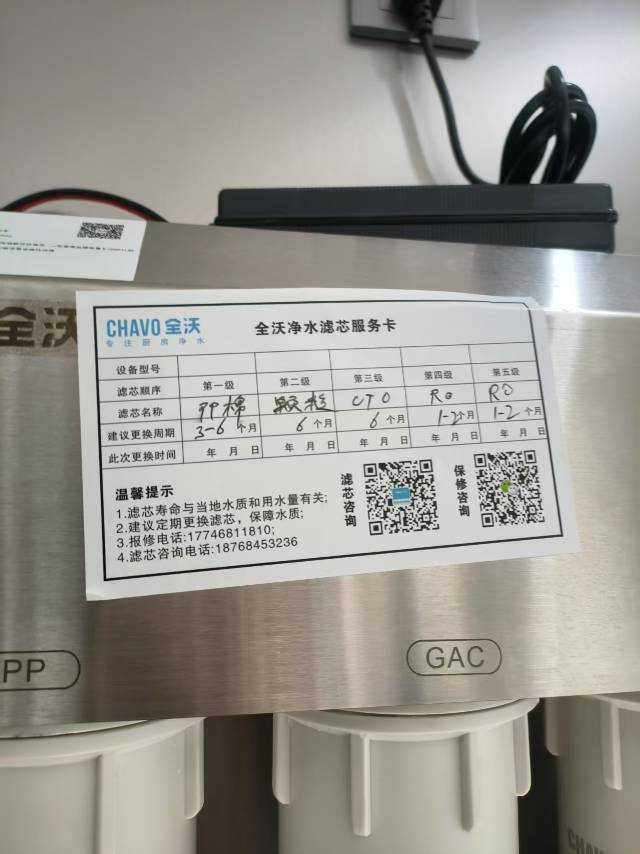 全沃
CHAVO 全沃
专注厨房净水
全沃净水滤芯服务卡
设备型号
滤芯顺序 第一级 第二级 第三级 第四级 第五级
滤芯名称 PP棉 颗粒 CTO RO RO
建议更换周期 3-6个月 6个月 6个月 1-2个月 1-2个月
此次更换时间 年 月 日 年 月 日 年 月 日 年 月 日 年 月 日
温馨提示
1.滤芯寿命与当地水质和用水量有关;
2.建议定期更换滤芯，保障水质;
3.报修电话:17746811810;
4.滤芯咨询电话:18768453236
滤芯咨询
保修咨询
PP
GAC
CHAVO